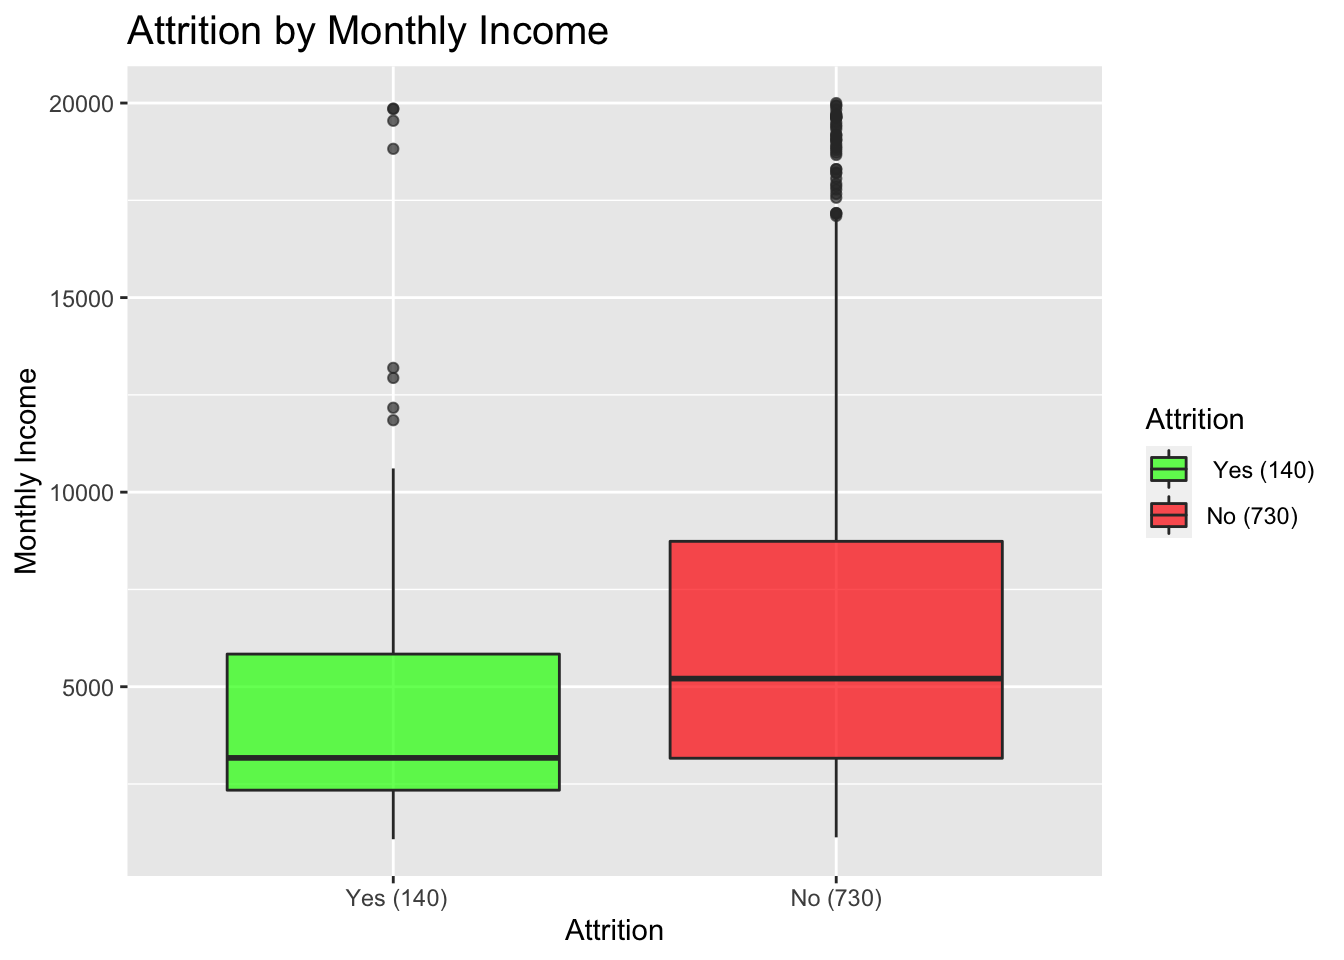 Attrition by Monthly Income
Monthly Income
20000
15000
10000
5000
Yes (140)
No (730)
Attrition
Attrition
Yes (140)
No (730)